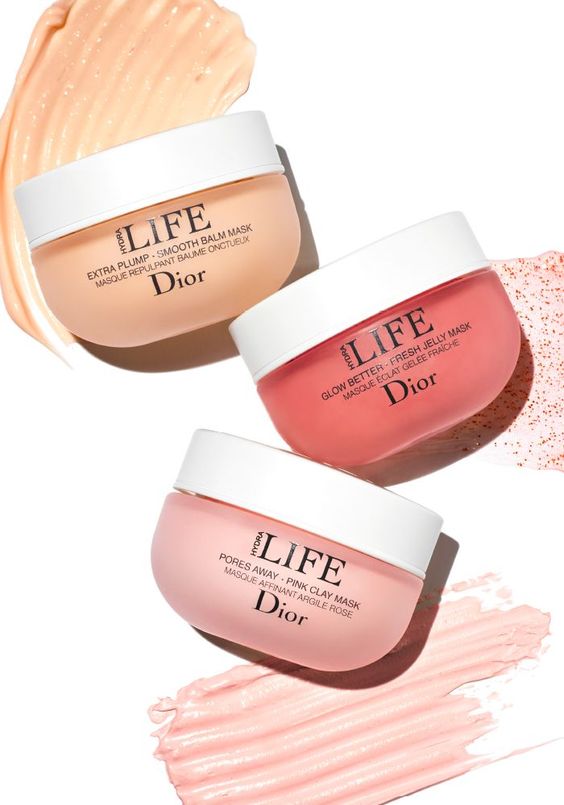 HYDRA
LIFE
EXTRA PLUMP - SMOOTH BALM MASK
MASQUE REPULPANT BAUME ONCTUEUX
Dior
HYDRA
LIFE
GLOW BETTER - FRESH JELLY MASK
MASQUE ÉCLAT GELÉE FRAÎCHE
Dior
HYDRA
LIFE
PORES AWAY - PINK CLAY MASK
MASQUE AFFINANT ARGILE ROSE
Dior